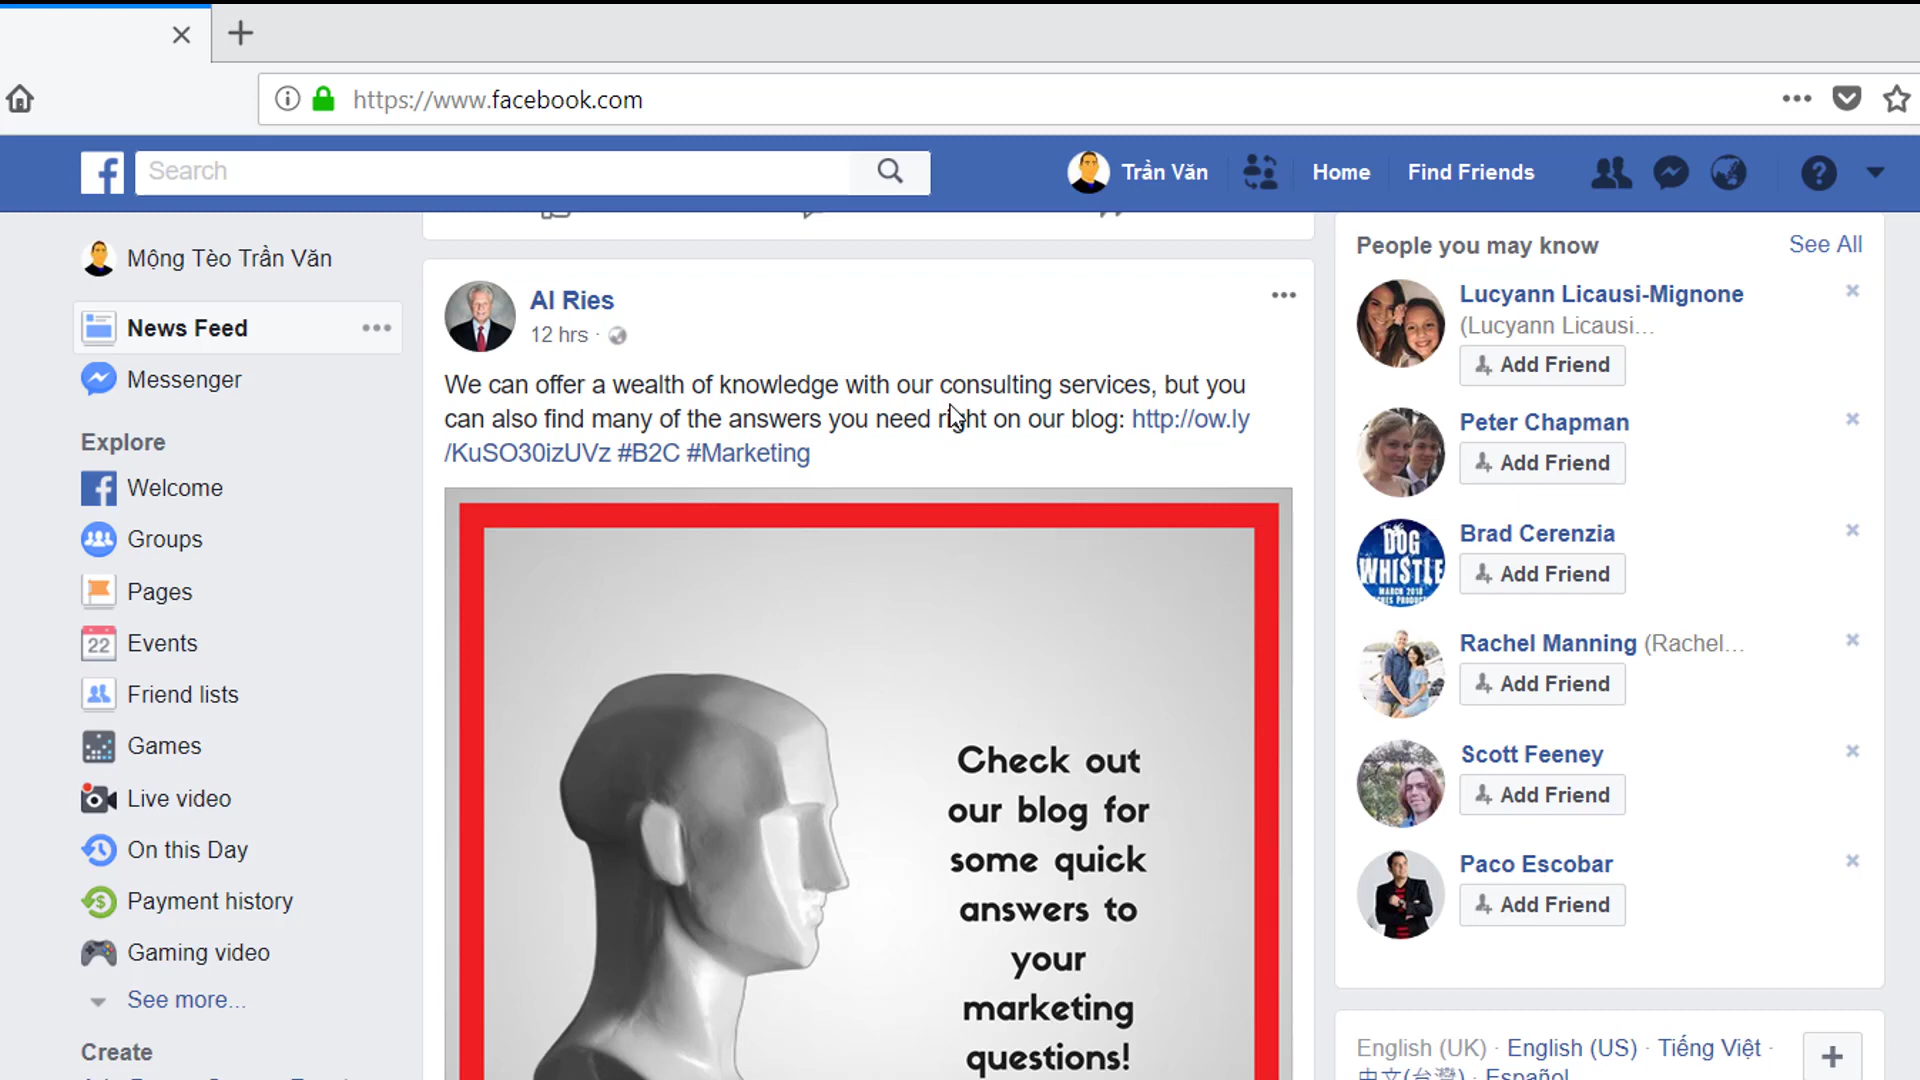 https://www.facebook.com
Search
Trần Văn
Home
Find Friends
Mộng Tèo Trần Văn
News Feed
Messenger
Explore
Welcome
Groups
Pages
22
Events
Friend lists
Games
Live video
On this Day
Payment history
Gaming video
See more...
Create
Al Ries
12 hrs ·
We can offer a wealth of knowledge with our consulting services, but you
can also find many of the answers you need right on our blog: http://ow.ly
/KuSO30izUVz #B2C #Marketing
Check out
our blog for
some quick
answers to
your
marketing
questions!
People you may know
See All
Lucyann Licausi-Mignone
(Lucyann Licausi...
Add Friend
Peter Chapman
Add Friend
DOG
WHISTLE
MARCH 2018
Brad Cerenzia
Add Friend
Rachel Manning (Rachel...
Add Friend
Scott Feeney
Add Friend
Paco Escobar
Add Friend
English (UK) · English (US) · Tiếng Việt ·
中文(台灣) · Español